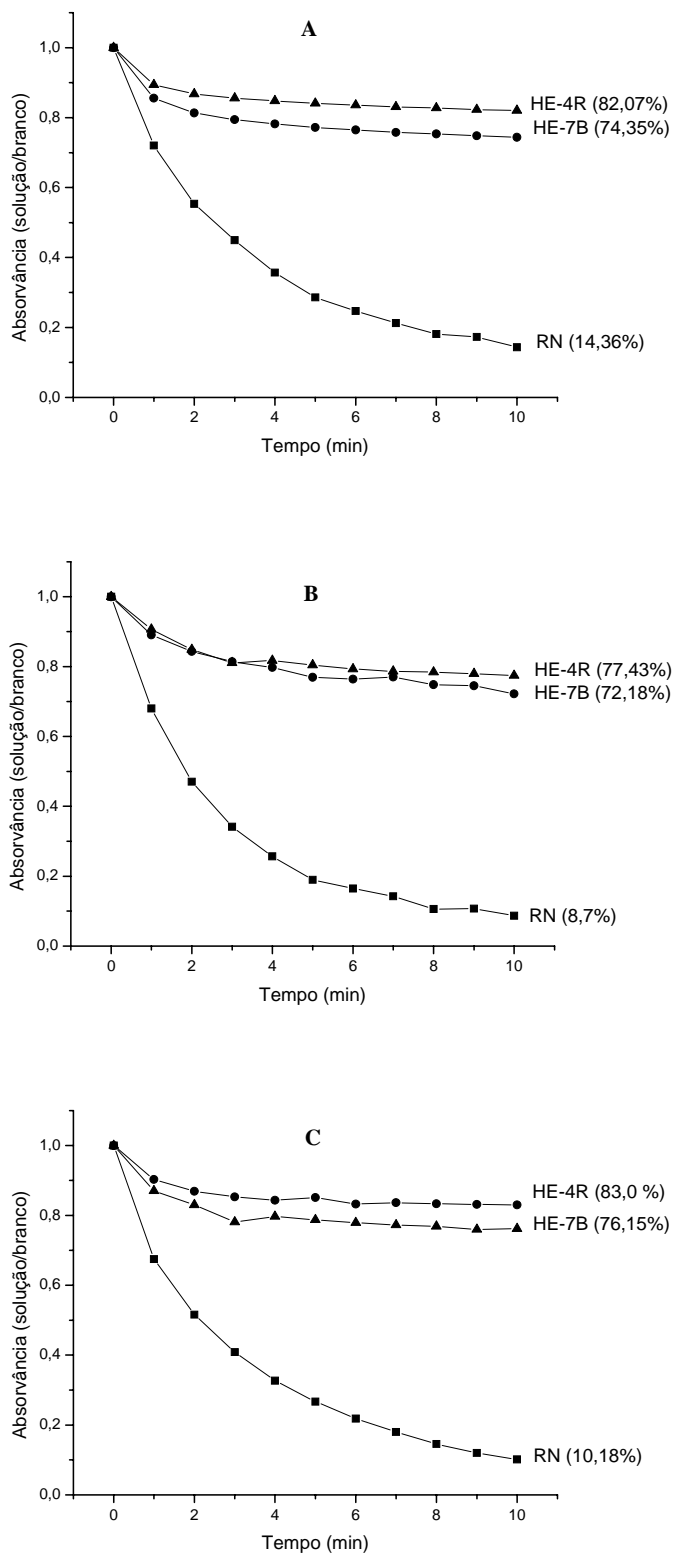 A
1,0
0,8
0,6
0,4
0,2
0,0
Absorvância (solução/branco)
HE-4R (82,07%)
HE-7B (74,35%)
RN (14,36%)
0 2 4 6 8 10
Tempo (min)
B
1,0
0,8
0,6
0,4
0,2
0,0
Absorvância (solução/branco)
HE-4R (77,43%)
HE-7B (72,18%)
RN (8,7%)
0 2 4 6 8 10
Tempo (min)
C
1,0
0,8
0,6
0,4
0,2
0,0
Absorvância (solução/branco)
HE-4R (83,0 %)
HE-7B (76,15%)
RN (10,18%)
0 2 4 6 8 10
Tempo (min)